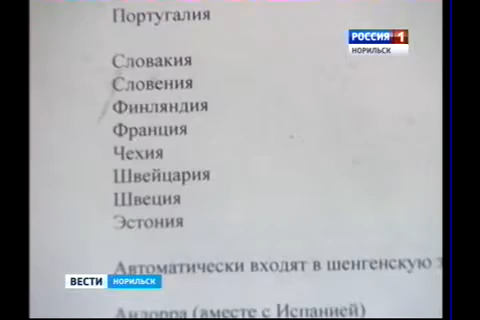 Португалия
РОССИЯ 1
НОРИЛЬСК
Словакия
Словения
Финляндия
Франция
Чехия
Швейцария
Швеция
Эстония
Автоматически входят в шенгенскую з
ВЕСТИ НОРИЛЬСК
Андорра (вместе с Испанией)